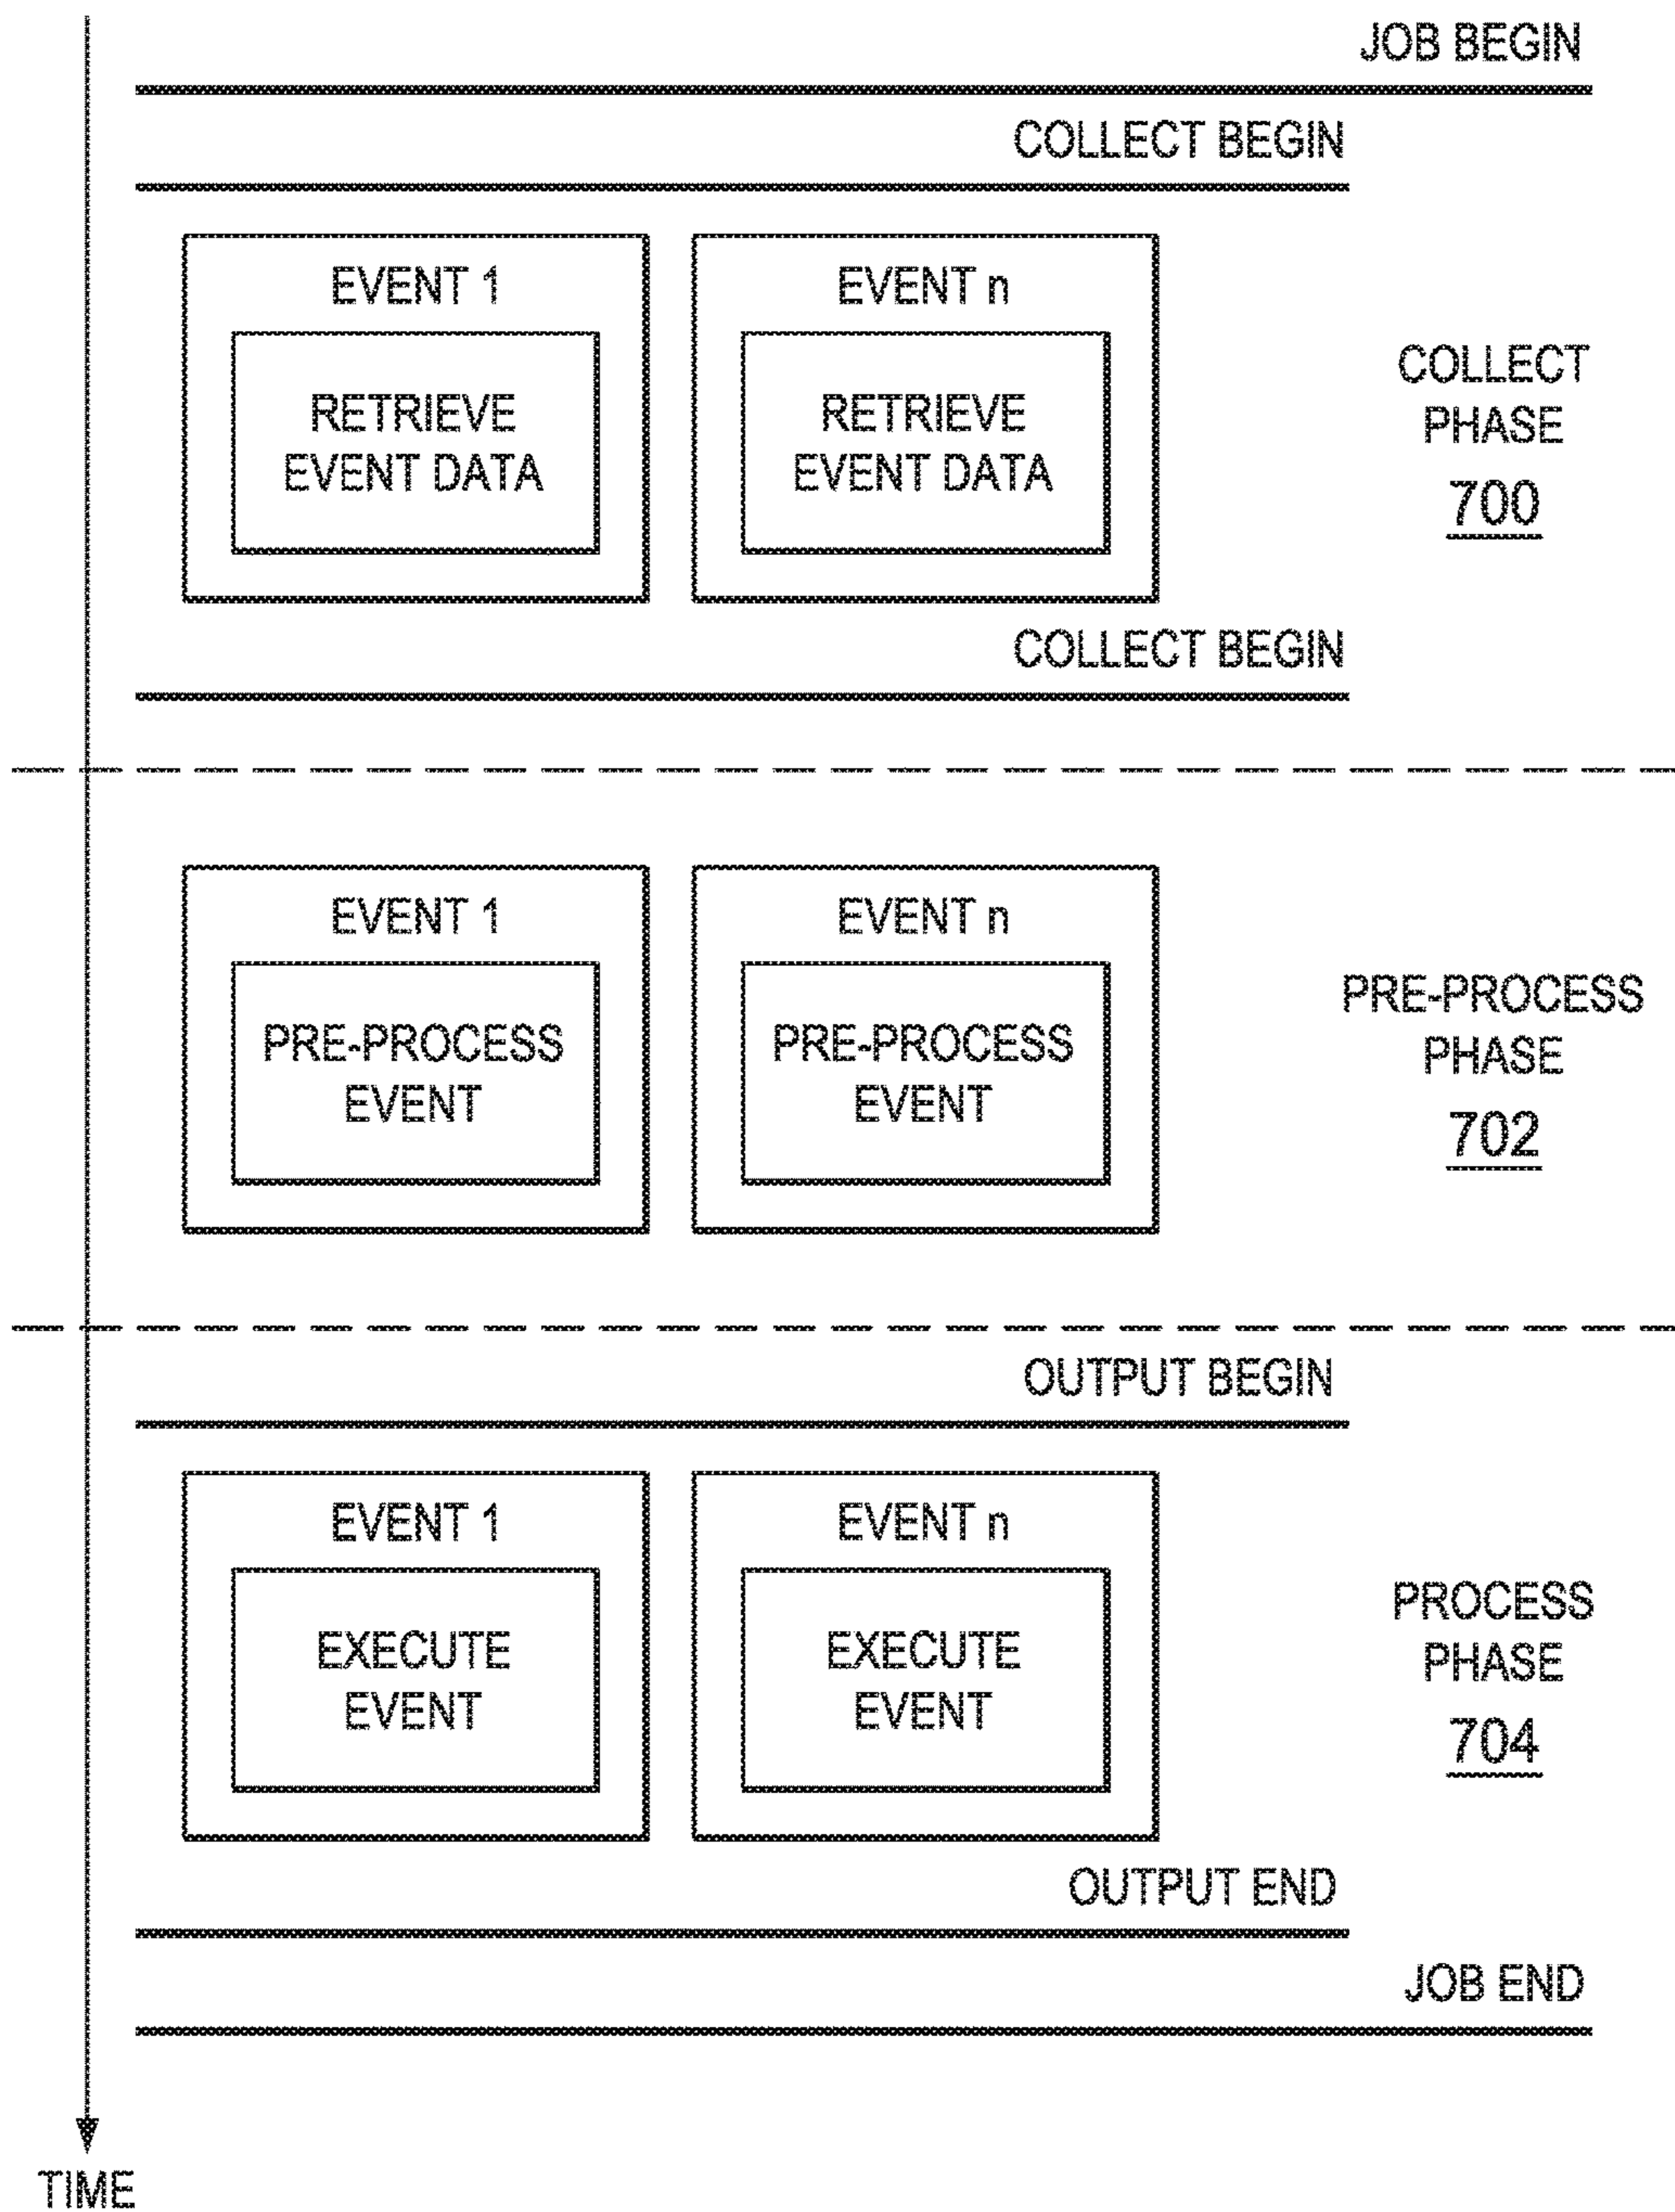 JOB BEGIN
COLLECT BEGIN
EVENT 1
RETRIEVE
EVENT DATA
EVENT n
RETRIEVE
EVENT DATA
COLLECT
PHASE
700
COLLECT BEGIN
EVENT 1
PRE-PROCESS
EVENT
EVENT n
PRE-PROCESS
EVENT
PRE-PROCESS
PHASE
702
OUTPUT BEGIN
EVENT 1
EXECUTE
EVENT
EVENT n
EXECUTE
EVENT
PROCESS
PHASE
704
OUTPUT END
JOB END
TIME